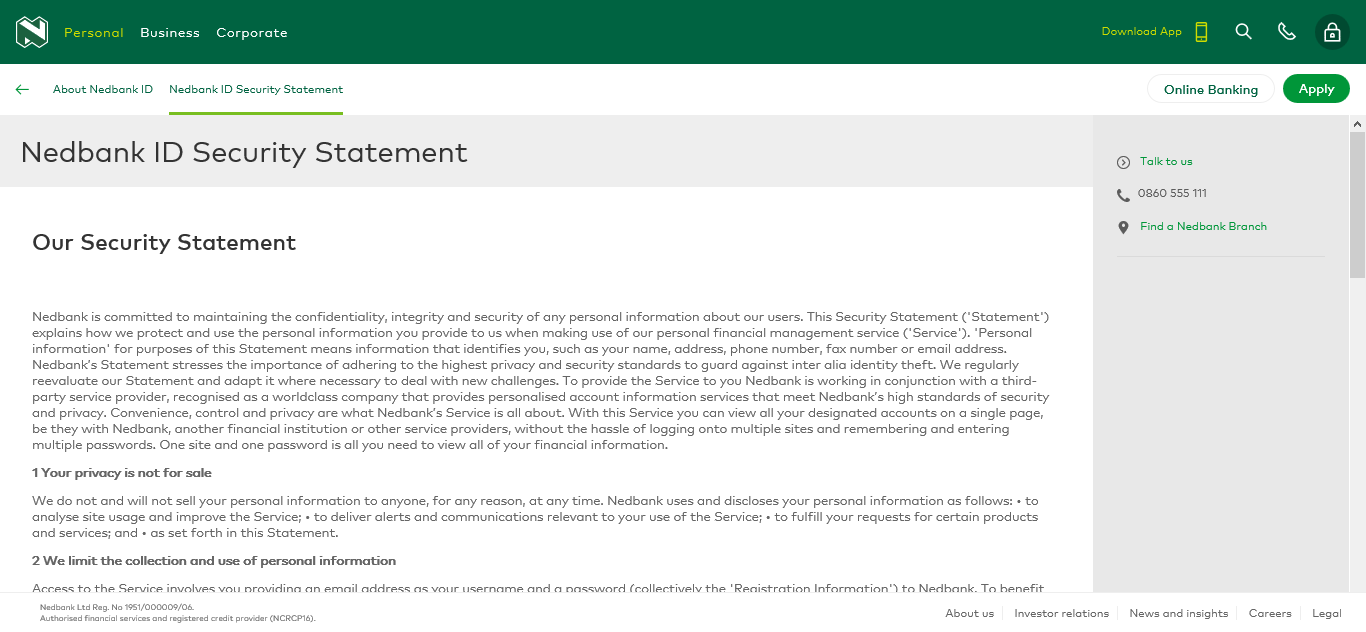 Personal Business Corporate
Download App
About Nedbank ID Nedbank ID Security Statement
Online Banking Apply
Nedbank ID Security Statement
Talk to us
0860 555 111
Find a Nedbank Branch
Our Security Statement
Nedbank is committed to maintaining the confidentiality, integrity and security of any personal information about our users. This Security Statement ('Statement')
explains how we protect and use the personal information you provide to us when making use of our personal financial management service ('Service'). 'Personal
information' for purposes of this Statement means information that identifies you, such as your name, address, phone number, fax number or email address.
Nedbank's Statement stresses the importance of adhering to the highest privacy and security standards to guard against inter alia identity theft. We regularly
reevaluate our Statement and adapt it where necessary to deal with new challenges. To provide the Service to you Nedbank is working in conjunction with a third-
party service provider, recognised as a worldclass company that provides personalised account information services that meet Nedbank's high standards of security
and privacy. Convenience, control and privacy are what Nedbank's Service is all about. With this Service you can view all your designated accounts on a single page,
be they with Nedbank, another financial institution or other service providers, without the hassle of logging onto multiple sites and remembering and entering
multiple passwords. One site and one password is all you need to view all of your financial information.
1 Your privacy is not for sale
We do not and will not sell your personal information to anyone, for any reason, at any time. Nedbank uses and discloses your personal information as follows: • to
analyse site usage and improve the Service; • to deliver alerts and communications relevant to your use of the Service; • to fulfill your requests for certain products
and services; and • as set forth in this Statement.
2 We limit the collection and use of personal information
Access to the Service involves you providing an email address as your username and a password (collectively the 'Registration Information') to Nedbank. To benefit
Nedbank Ltd Reg. No 1951/000009/06.
Authorised financial services and registered credit provider (NCRCP16).
About us Investor relations News and insights Careers Legal